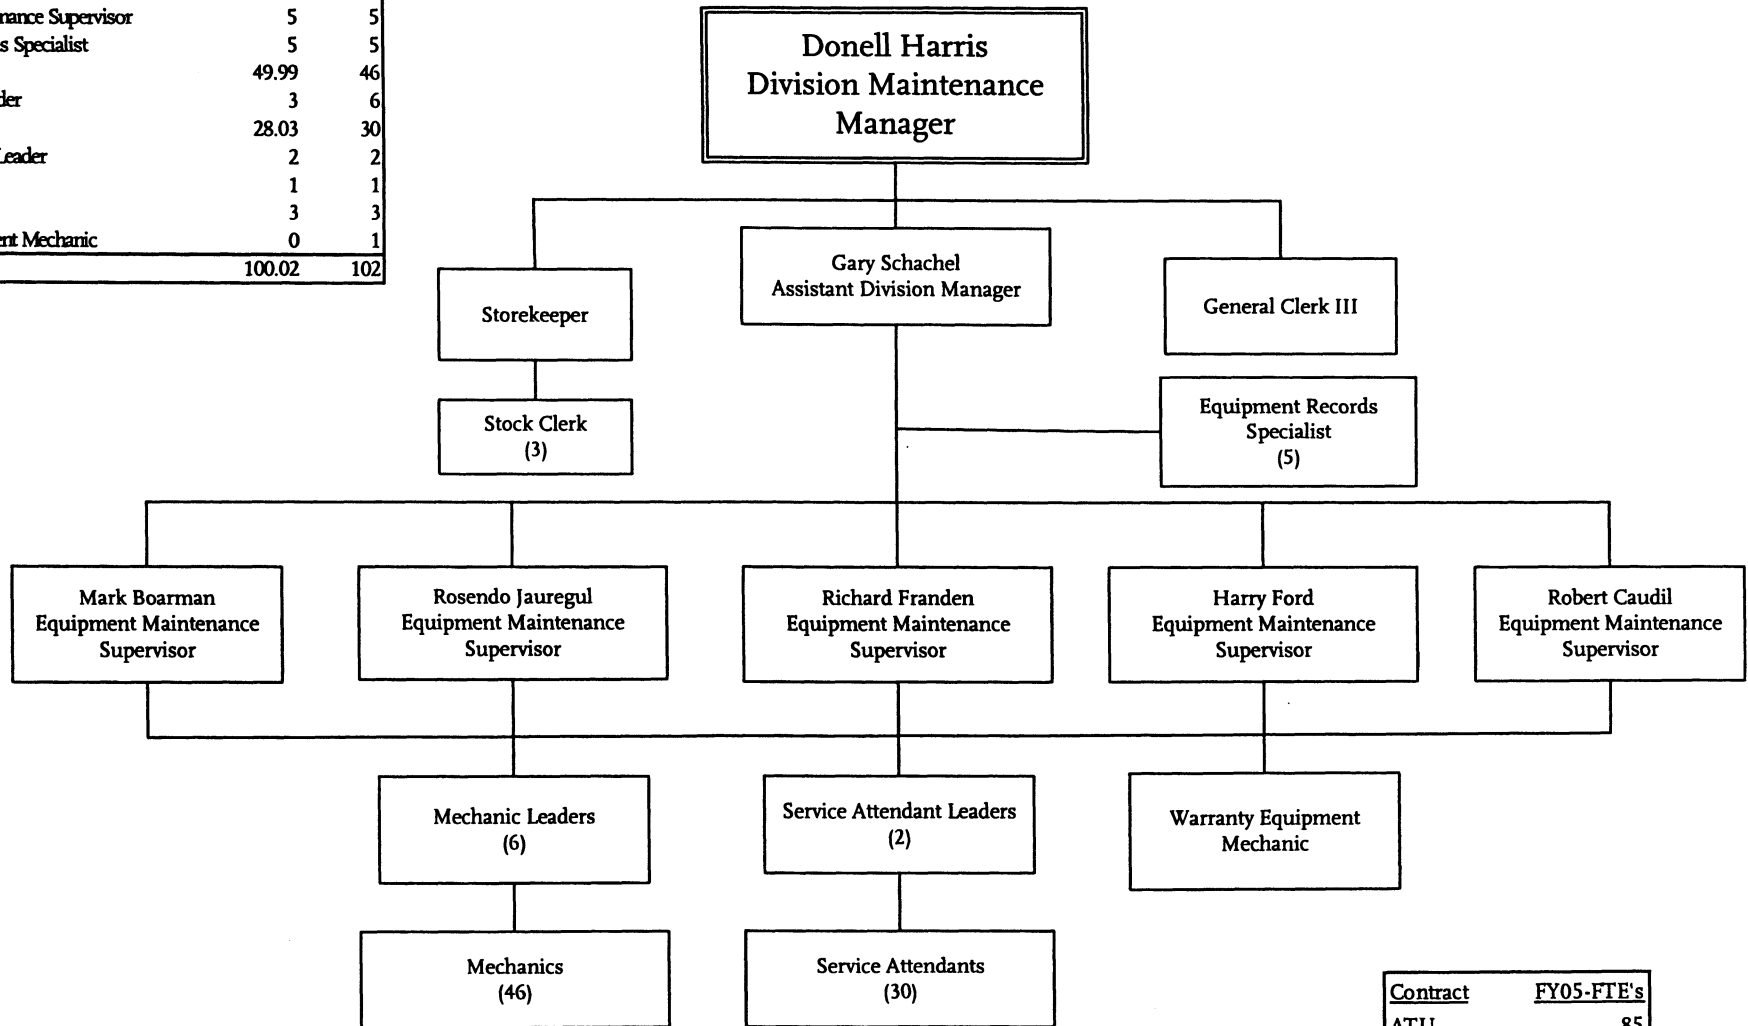 nance Supervisor 5 5
s Specialist 5 5
49.99 46
der 3 6
28.03 30
Leader 2 2
1 1
3 3
ent Mechanic 0 1
100.02 102
Donell Harris
Division Maintenance
Manager
Storekeeper
Gary Schachel
Assistant Division Manager
General Clerk III
Stock Clerk
(3)
Equipment Records
Specialist
(5)
Mark Boarman
Equipment Maintenance
Supervisor
Rosendo Jauregul
Equipment Maintenance
Supervisor
Richard Franden
Equipment Maintenance
Supervisor
Harry Ford
Equipment Maintenance
Supervisor
Robert Caudil
Equipment Maintenance
Supervisor
Mechanic Leaders
(6)
Service Attendant Leaders
(2)
Warranty Equipment
Mechanic
Mechanics
(46)
Service Attendants
(30)
Contract FY05-FTE's
ATU 85